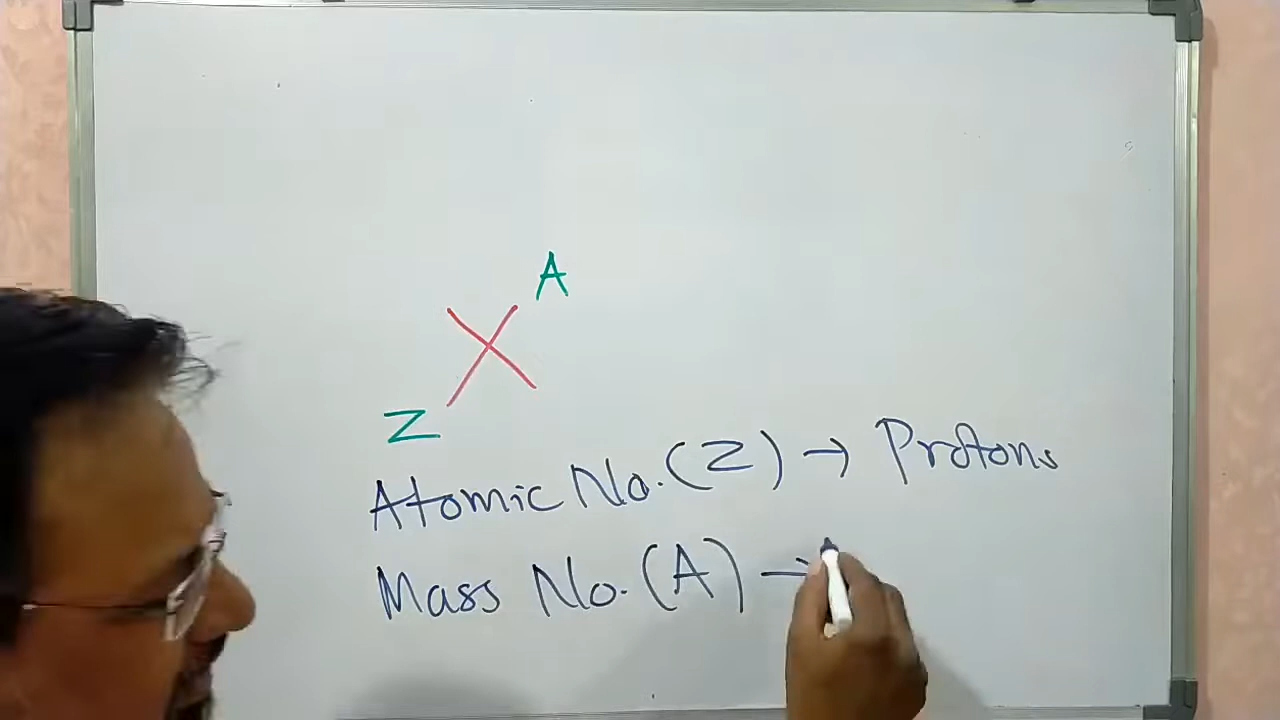 A
X
Z
Atomic No. (Z) → Protons
Mass No. (A) →